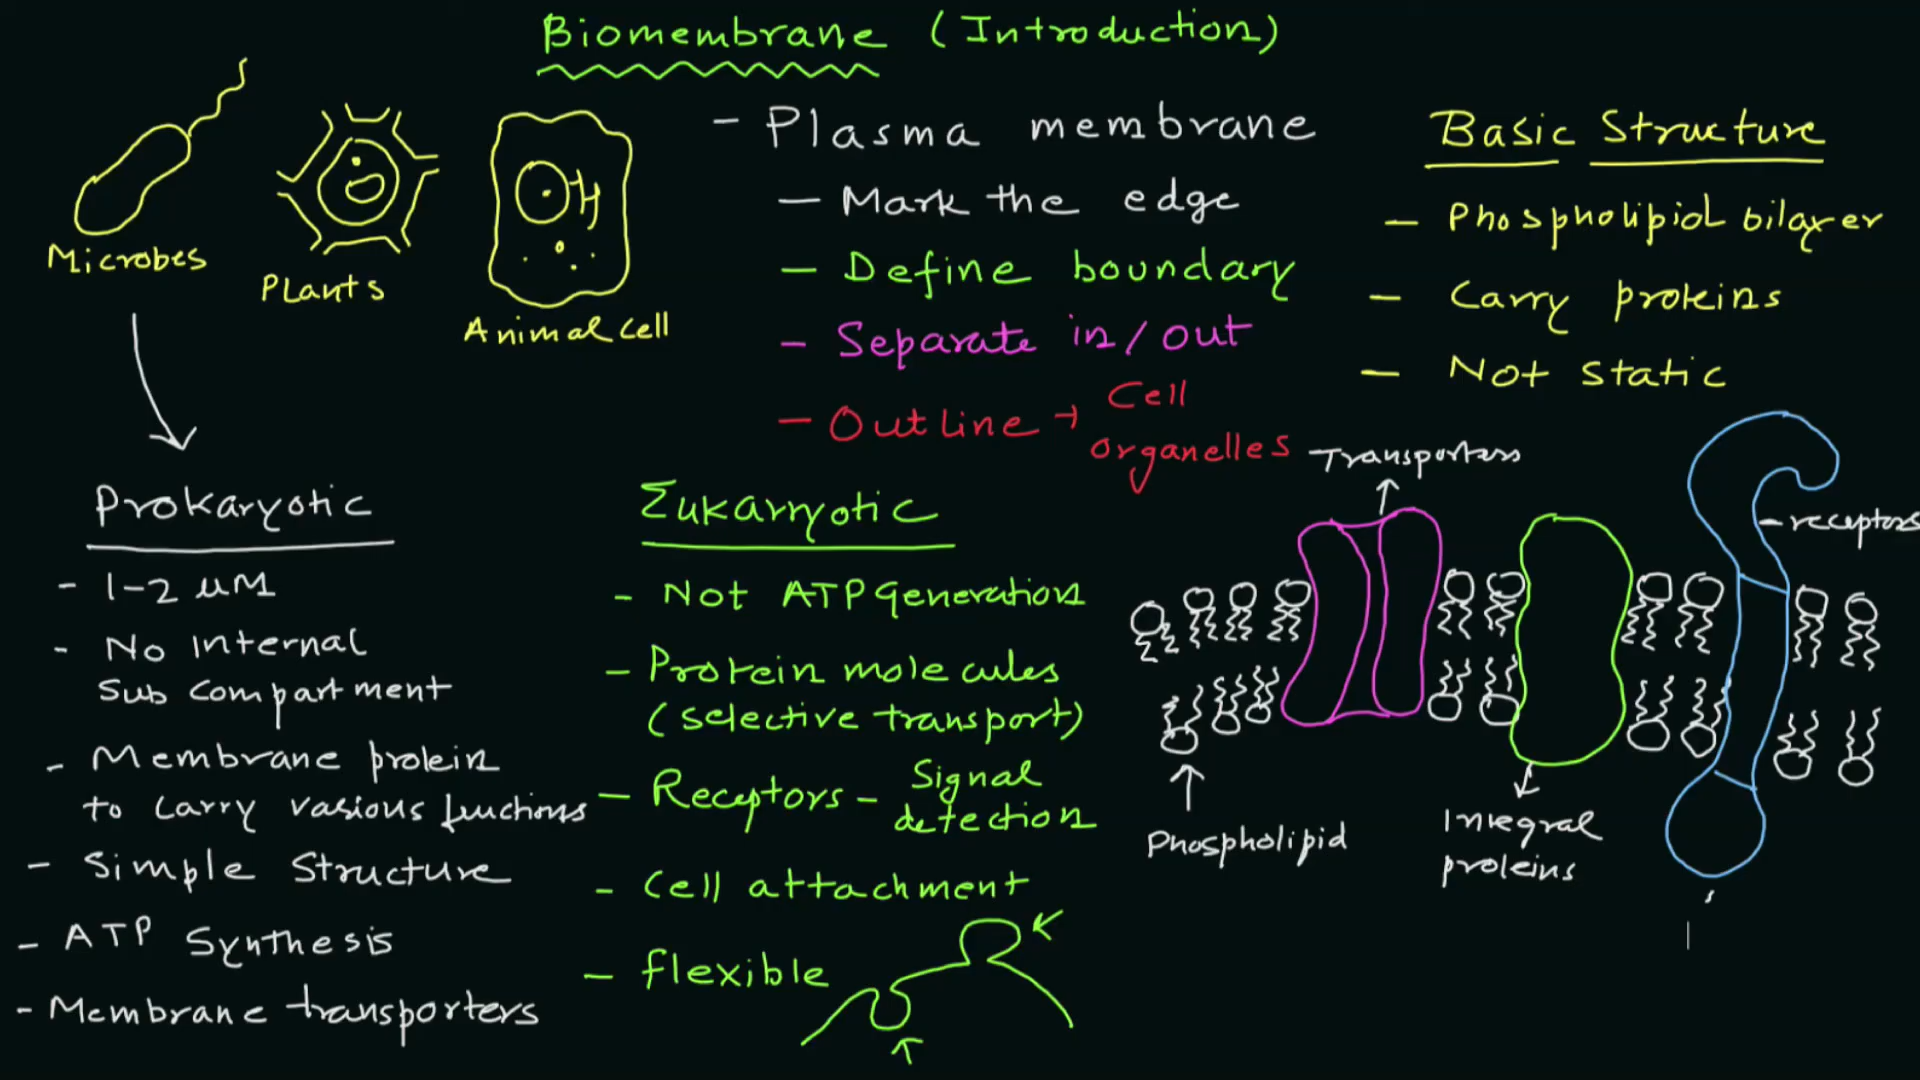 Biomembrane (Introduction)
Microbes
Plants
Animal cell
- Plasma membrane
- Mark the edge
- Define boundary
- Separate in/out
- Outline → Cell
organelles
Basic Structure
- Phospholipid bilayer
- Carry proteins
- Not static
Prokaryotic
- 1-2 uM
- No internal
Sub compartment
- Membrane protein
to carry various functions
- Simple Structure
- ATP Synthesis
- Membrane transporters
Eukarryotic
- Not ATP generation
- Protein molecules
(selective transport)
- Receptors - Signal
detection
- Cell attachment
- flexible
Transporters
- receptors
Phospholipid
Integral
proteins